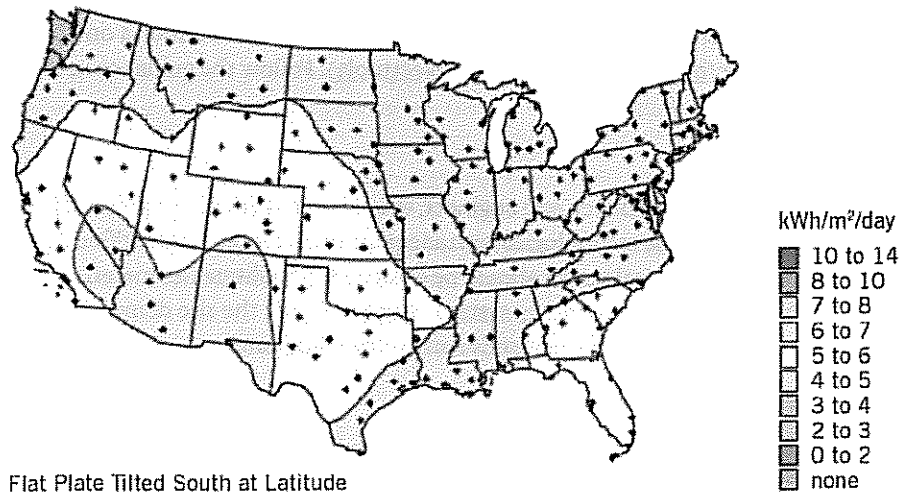 kWh/m²/day
10 to 14
8 to 10
7 to 8
6 to 7
5 to 6
4 to 5
3 to 4
2 to 3
0 to 2
none
Flat Plate Tilted South at Latitude